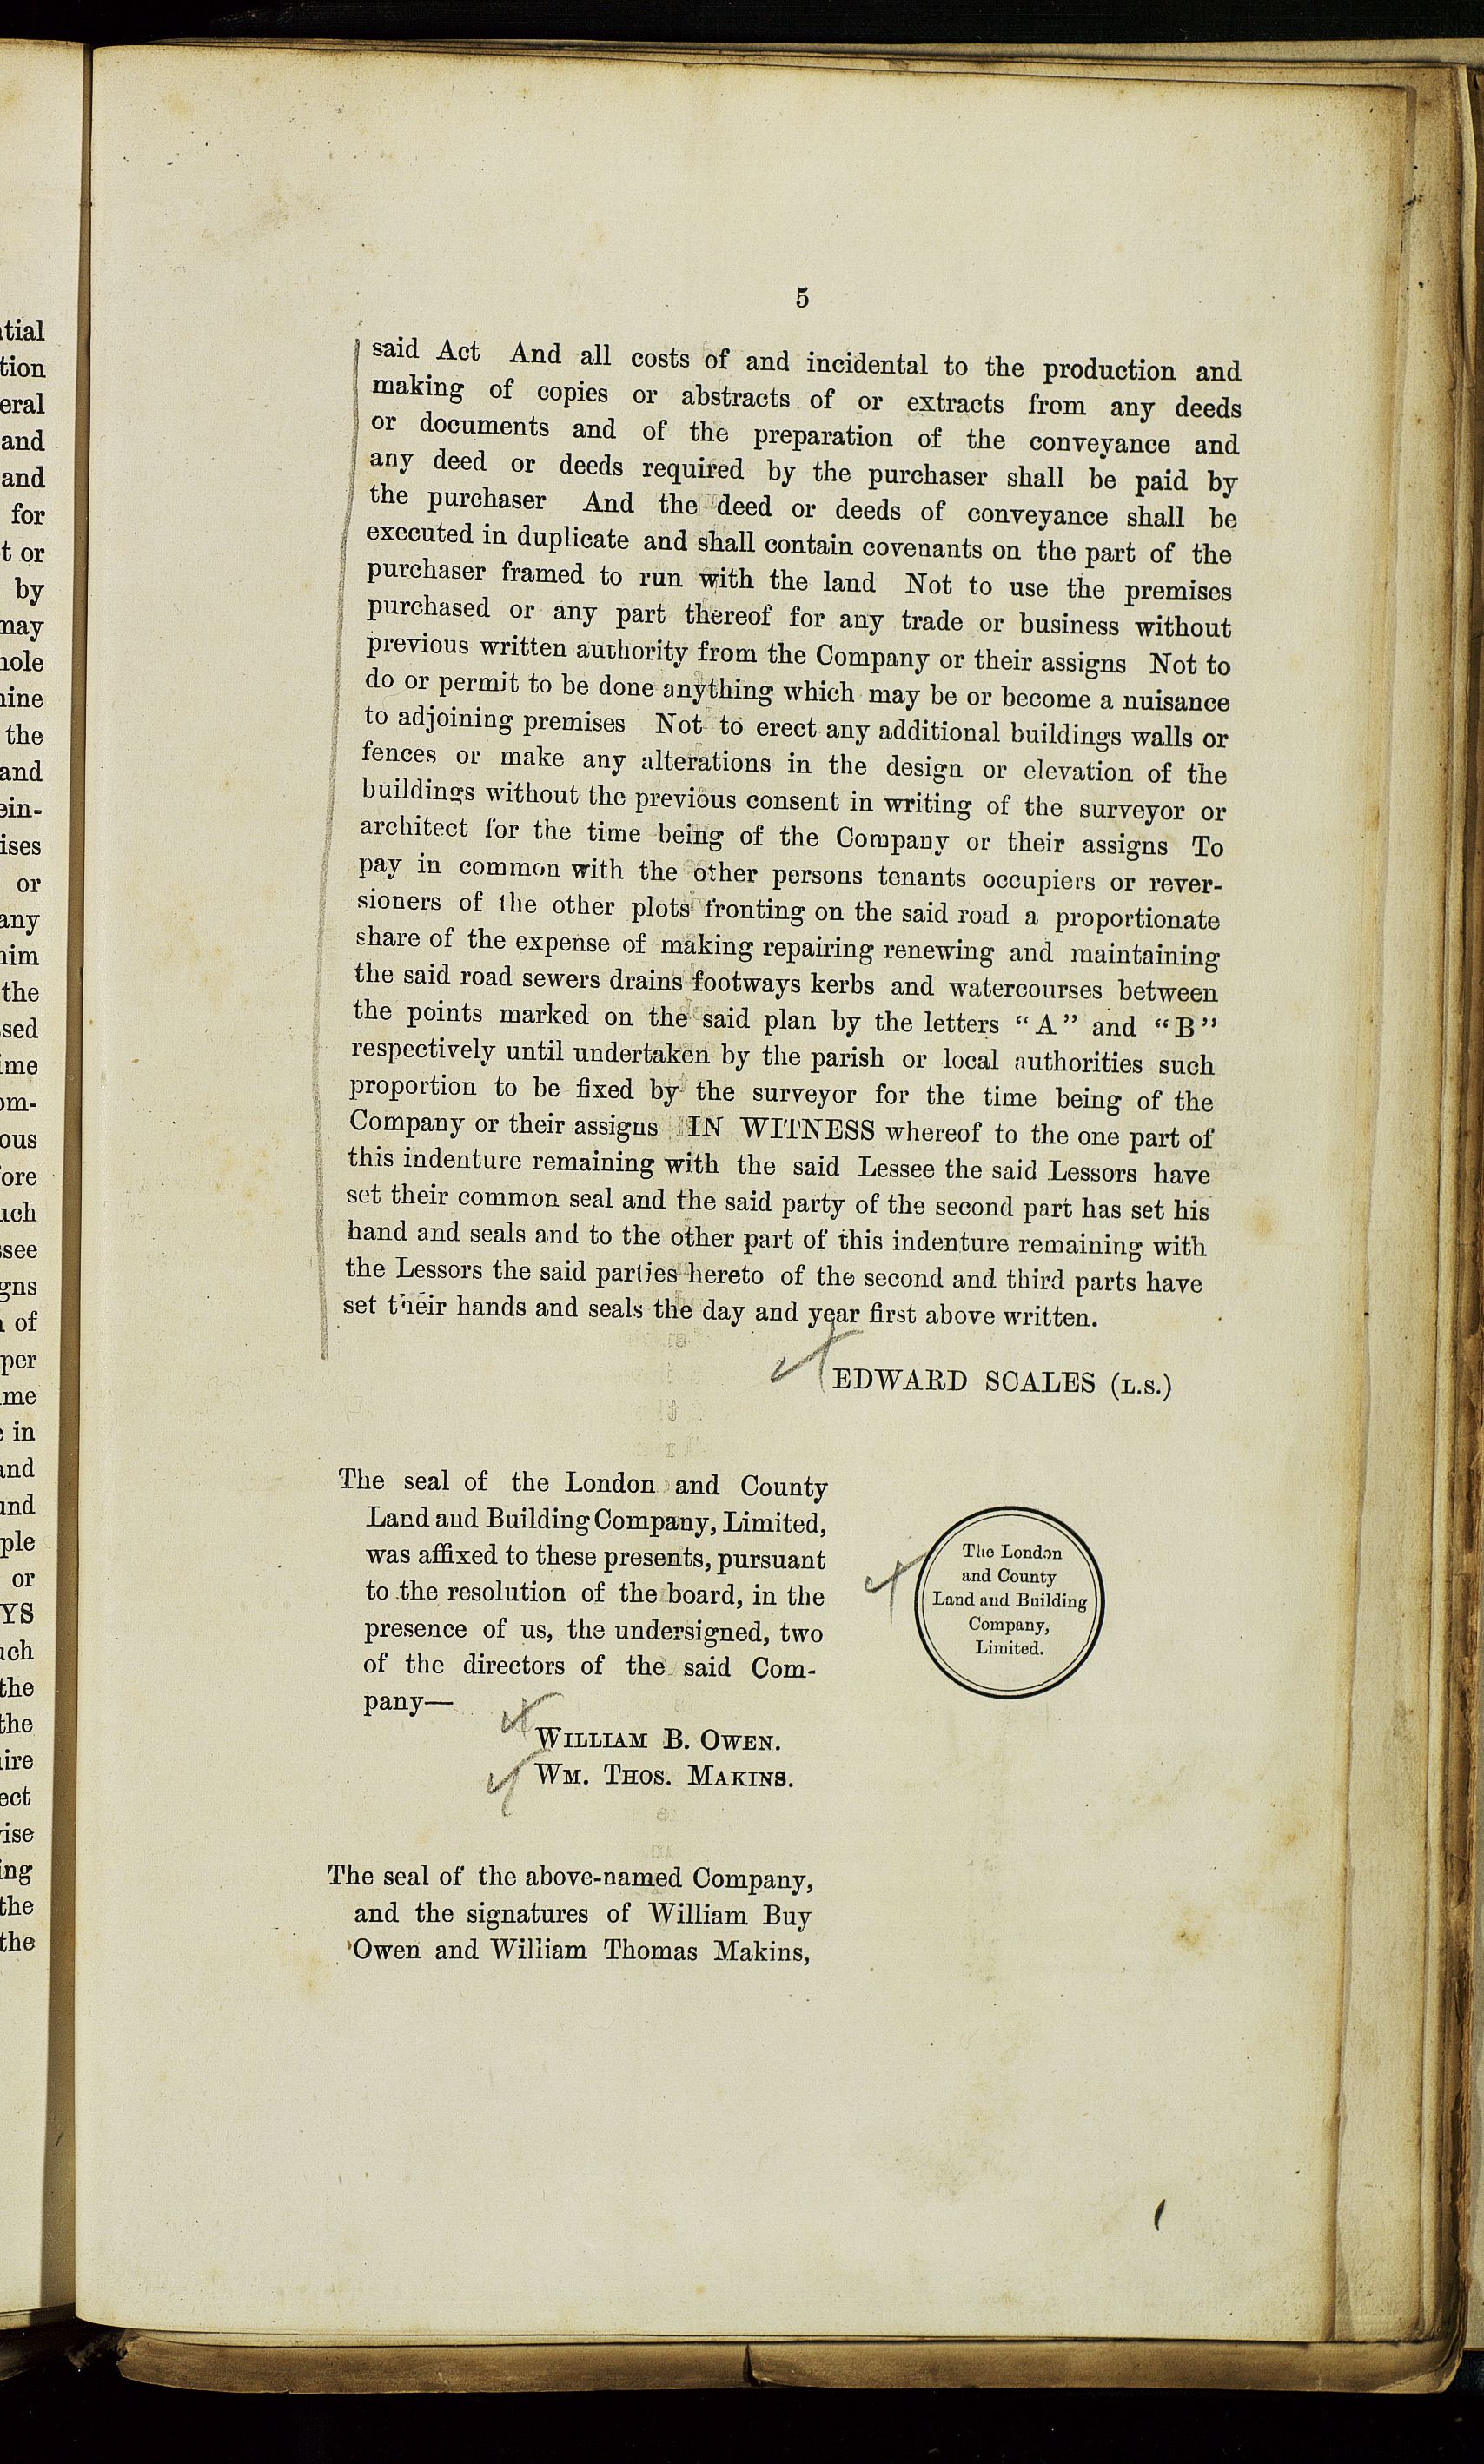 5
said Act And all costs of and incidental to the production and
making of copies or abstracts of or extracts from any deeds
or documents and of the preparation of the conveyance and
any deed or deeds required by the purchaser shall be paid by
the purchaser And the deed or deeds of conveyance shall be
executed in duplicate and shall contain covenants on the part of the
purchaser framed to run with the land Not to use the premises
purchased or any part thereof for any trade or business without
previous written authority from the Company or their assigns Not to
do or permit to be done anything which may be or become a nuisance
to adjoining premises Not to erect any additional buildings walls or
fences or make any alterations in the design or elevation of the
buildings without the previous consent in writing of the surveyor or
architect for the time being of the Company or their assigns To
pay in common with the other persons tenants occupiers or rever-
sioners of the other plots fronting on the said road a proportionate
share of the expense of making repairing renewing and maintaining
the said road sewers drains footways kerbs and watercourses between
the points marked on the said plan by the letters “A” and “B”
respectively until undertaken by the parish or local authorities such
proportion to be fixed by the surveyor for the time being of the
Company or their assigns IN WITNESS whereof to the one part of
this indenture remaining with the said Lessee the said Lessors have
set their common seal and the said party of the second part has set his
hand and seals and to the other part of this indenture remaining with
the Lessors the said parties hereto of the second and third parts have
set their hands and seals the day and year first above written.
EDWARD SCALES (L.S.)
The seal of the London and County
Land and Building Company, Limited,
was affixed to these presents, pursuant
to the resolution of the board, in the
presence of us, the undersigned, two
of the directors of the said Com-
pany—
The London
and County
Land and Building
Company,
Limited.
WILLIAM B. OWEN.
WM. THOS. MAKINS.
The seal of the above-named Company,
and the signatures of William Buy
Owen and William Thomas Makins,